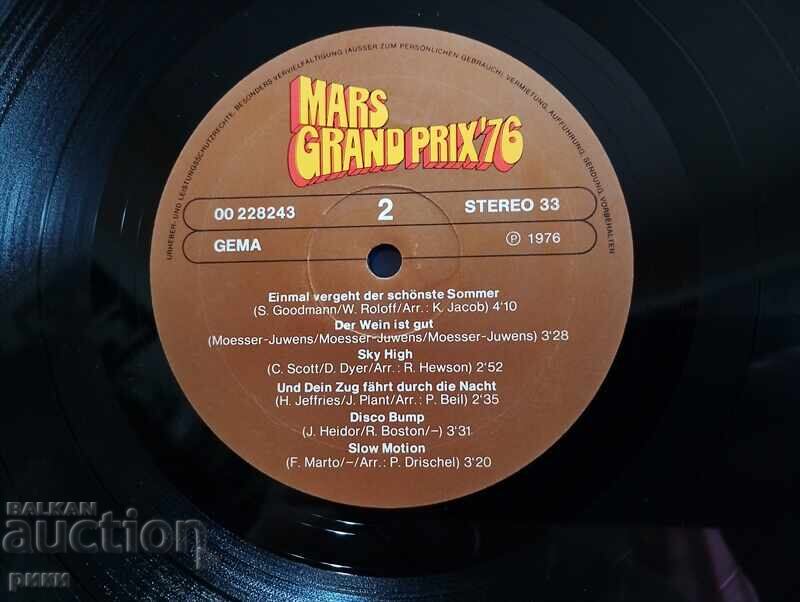 URHEBER- UND LEISTUNGSSCHUTZRECHTE, BESONDERS VERVIELFÄLTIGUNG (AUSSER ZUM PERSÖNLICHEN GEBRAUCH), VERMIETUNG, AUFFÜHRUNG, SENDUNG VORBEHALTEN
MARS
GRAND PRIX '76
00 228243 2 STEREO 33
GEMA ℗ 1976
Einmal vergeht der schönste Sommer
(S. Goodmann/W. Roloff/Arr.: K. Jacob) 4'10
Der Wein ist gut
(Moesser-Juwens/Moesser-Juwens/Moesser-Juwens) 3'28
Sky High
(C. Scott/D. Dyer/Arr.: R. Hewson) 2'52
Und Dein Zug fährt durch die Nacht
(H. Jeffries/J. Plant/Arr.: P. Beil) 2'35
Disco Bump
(J. Heidor/R. Boston/–) 3'31
Slow Motion
(F. Marto/–/Arr.: P. Drischel) 3'20
BALKAN
auction
рики